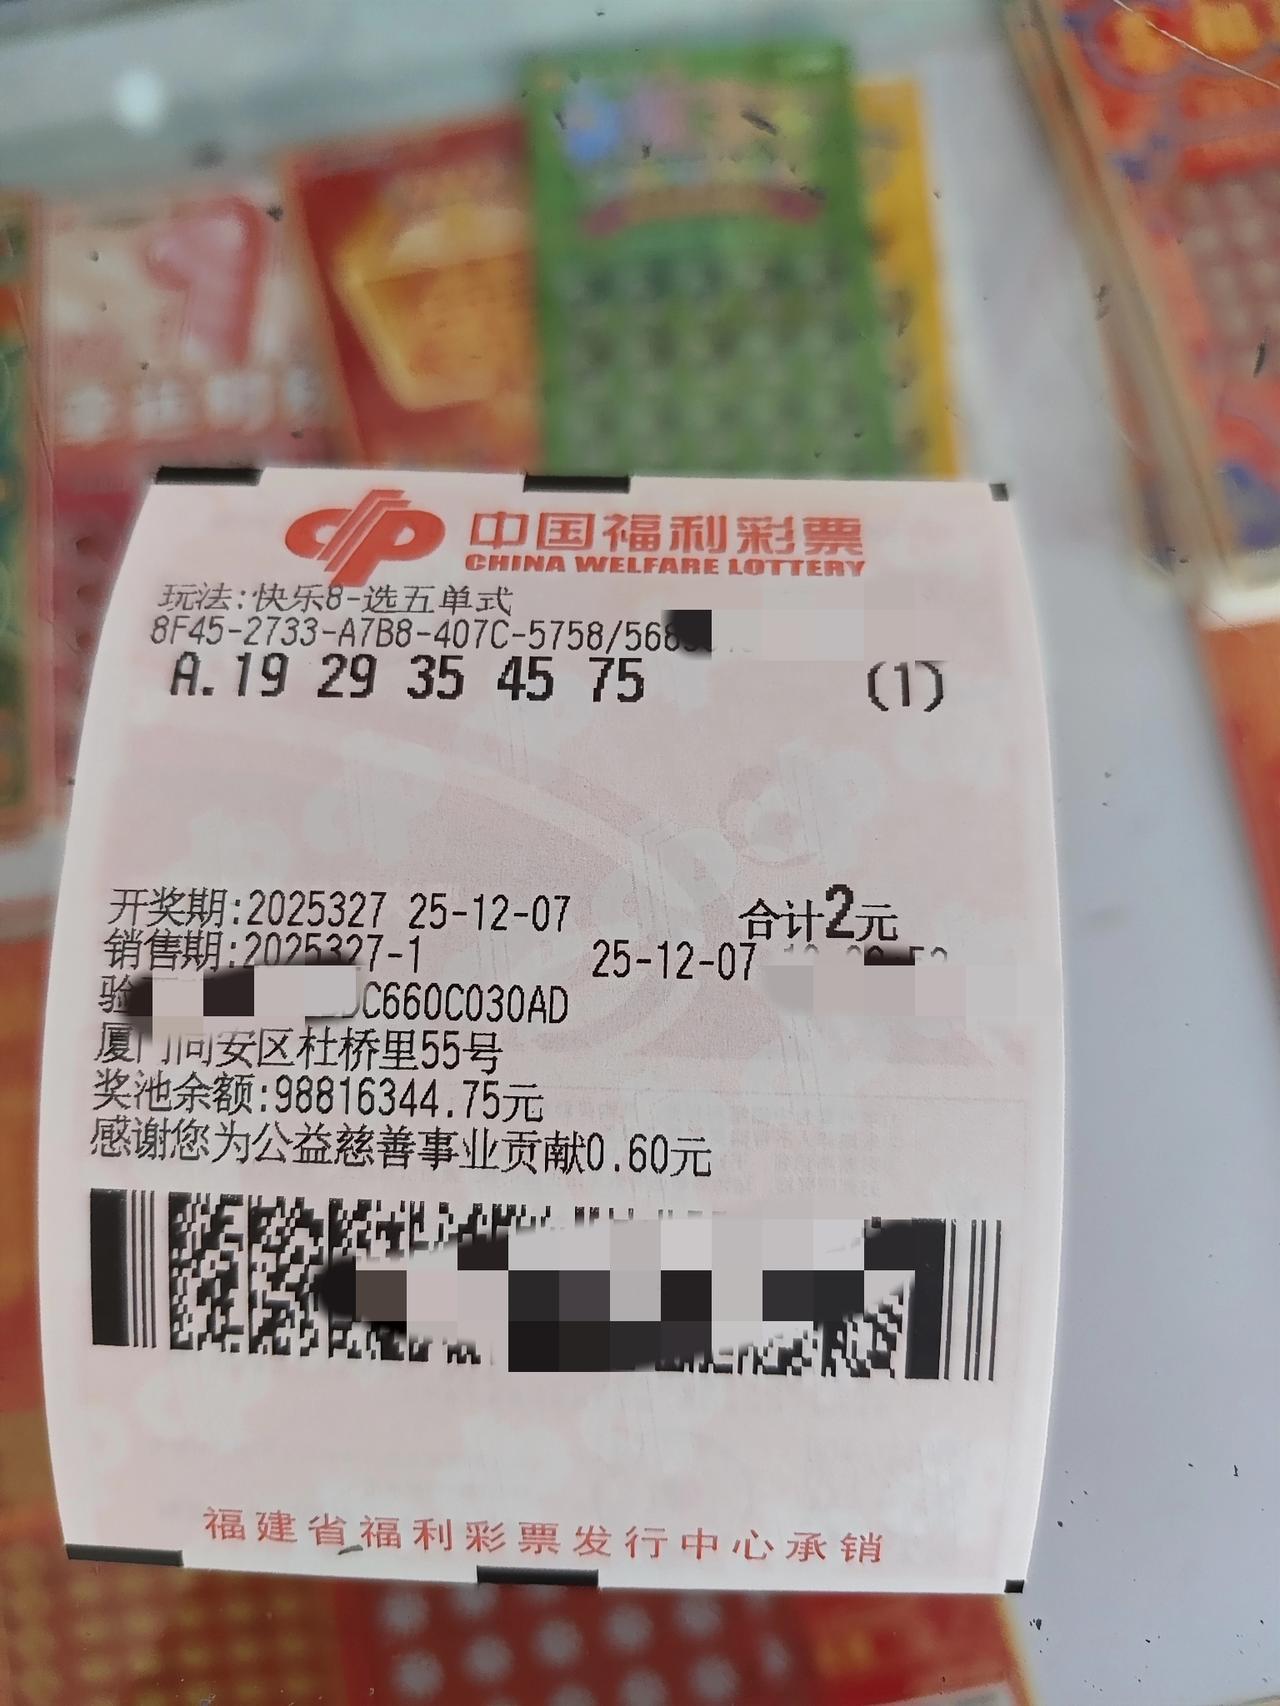 中国福利彩票
CHINA WELFARE LOTTERY
玩法:快乐8-选五单式
8F45-2733-A7B8-407C-5758/568
A.19 29 35 45 75 (1)
开奖期:2025327 25-12-07 合计2元
销售期:2025327-1 25-12-07
验 C660C030AD
厦门同安区杜桥里55号
奖池余额:98816344.75元
感谢您为公益慈善事业贡献0.60元
福建省福利彩票发行中心承销